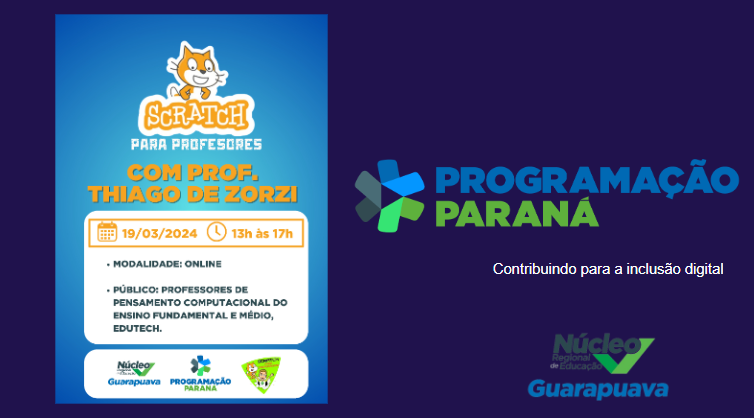 SCRATCH
PARA PROFESORES
COM PROF.
THIAGO DE ZORZI
19/03/2024 13h às 17h
• MODALIDADE: ONLINE
• PÚBLICO: PROFESSORES DE
PENSAMENTO COMPUTACIONAL DO
ENSINO FUNDAMENTAL E MÉDIO,
EDUTECH.
Núcleo
Guarapuava
PROGRAMAÇÃO
PARANÁ
PROGRAMAÇÃO
PARANÁ
Contribuindo para a inclusão digital
Núcleo
Regional
de Educação
Guarapuava